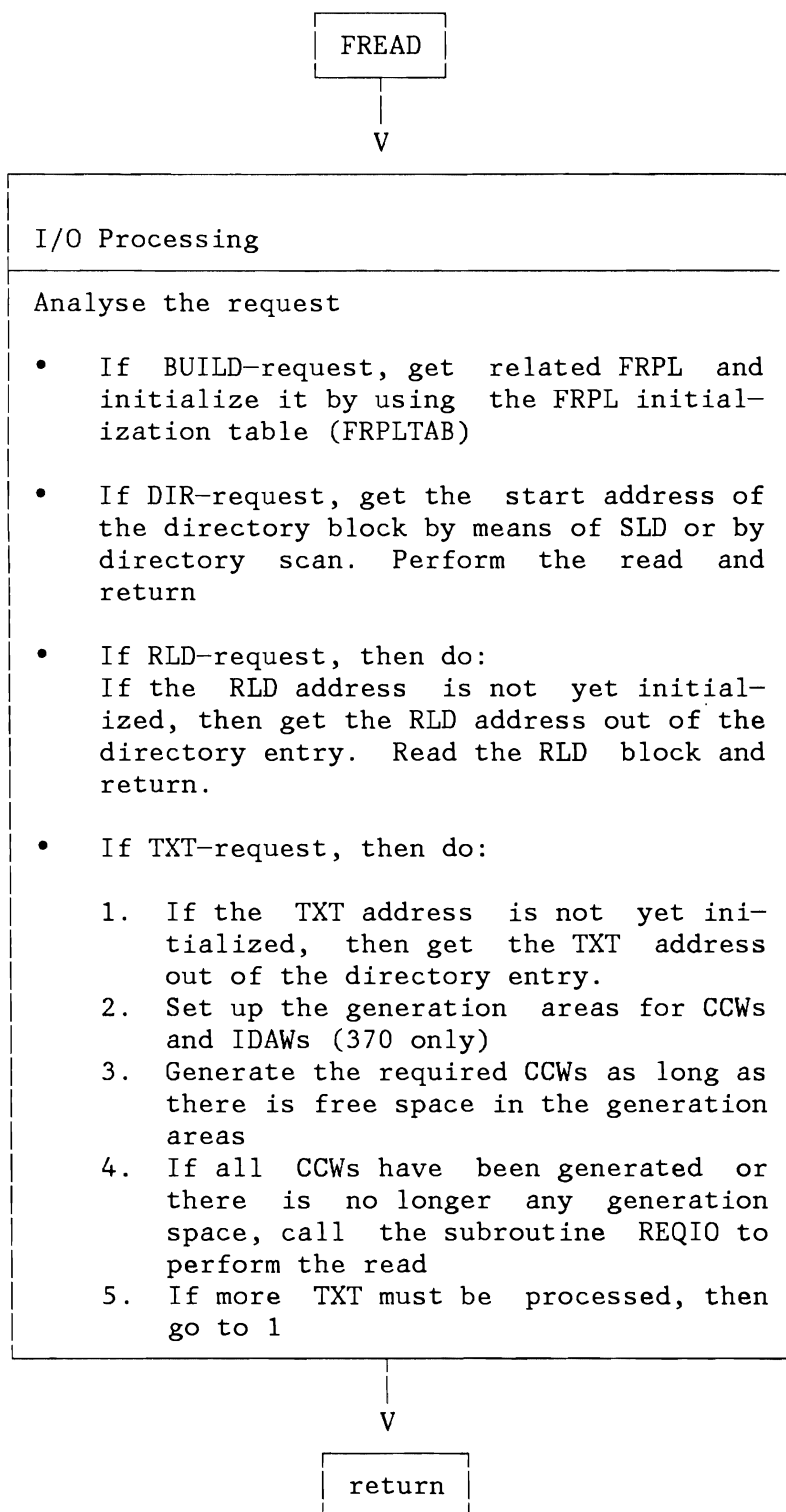 FREAD
V
I/O Processing
Analyse the request
• If BUILD-request, get related FRPL and
initialize it by using the FRPL initial-
ization table (FRPLTAB)
• If DIR-request, get the start address of
the directory block by means of SLD or by
directory scan. Perform the read and
return
• If RLD-request, then do:
If the RLD address is not yet initial-
ized, then get the RLD address out of the
directory entry. Read the RLD block and
return.
• If TXT-request, then do:
1. If the TXT address is not yet ini-
tialized, then get the TXT address
out of the directory entry.
2. Set up the generation areas for CCWs
and IDAWs (370 only)
3. Generate the required CCWs as long as
there is free space in the generation
areas
4. If all CCWs have been generated or
there is no longer any generation
space, call the subroutine REQIO to
perform the read
5. If more TXT must be processed, then
go to 1
V
return